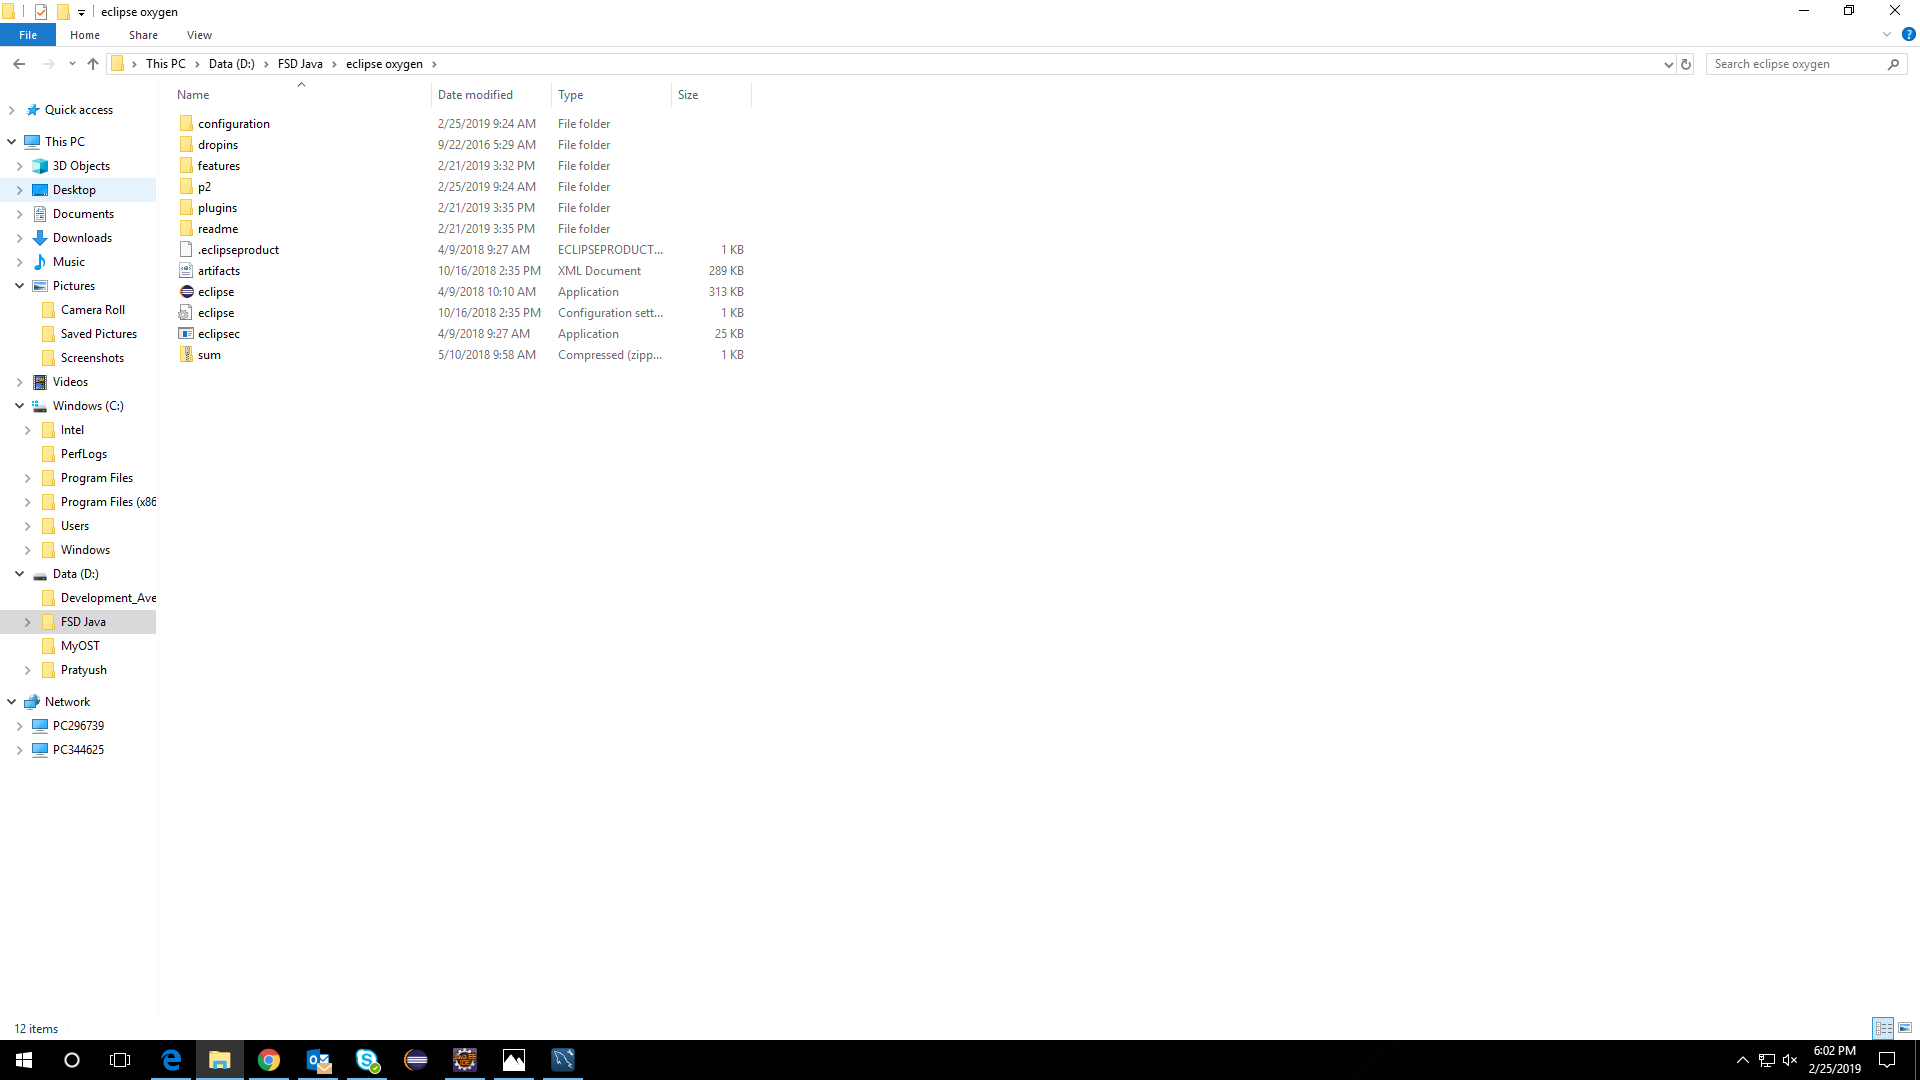 eclipse oxygen
File Home Share View
This PC Data (D:) FSD Java eclipse oxygen
Search eclipse oxygen
Name Date modified Type Size
configuration 2/25/2019 9:24 AM File folder
dropins 9/22/2016 5:29 AM File folder
features 2/21/2019 3:32 PM File folder
p2 2/25/2019 9:24 AM File folder
plugins 2/21/2019 3:35 PM File folder
readme 2/21/2019 3:35 PM File folder
.eclipseproduct 4/9/2018 9:27 AM ECLIPSEPRODUCT... 1 KB
artifacts 10/16/2018 2:35 PM XML Document 289 KB
eclipse 4/9/2018 10:10 AM Application 313 KB
eclipse 10/16/2018 2:35 PM Configuration sett... 1 KB
eclipsec 4/9/2018 9:27 AM Application 25 KB
sum 5/10/2018 9:58 AM Compressed (zipp... 1 KB
Quick access
This PC
3D Objects
Desktop
Documents
Downloads
Music
Pictures
Camera Roll
Saved Pictures
Screenshots
Videos
Windows (C:)
Intel
PerfLogs
Program Files
Program Files (x86
Users
Windows
Data (D:)
Development_Ave
FSD Java
MyOST
Pratyush
Network
PC296739
PC344625
12 items
6:02 PM
2/25/2019